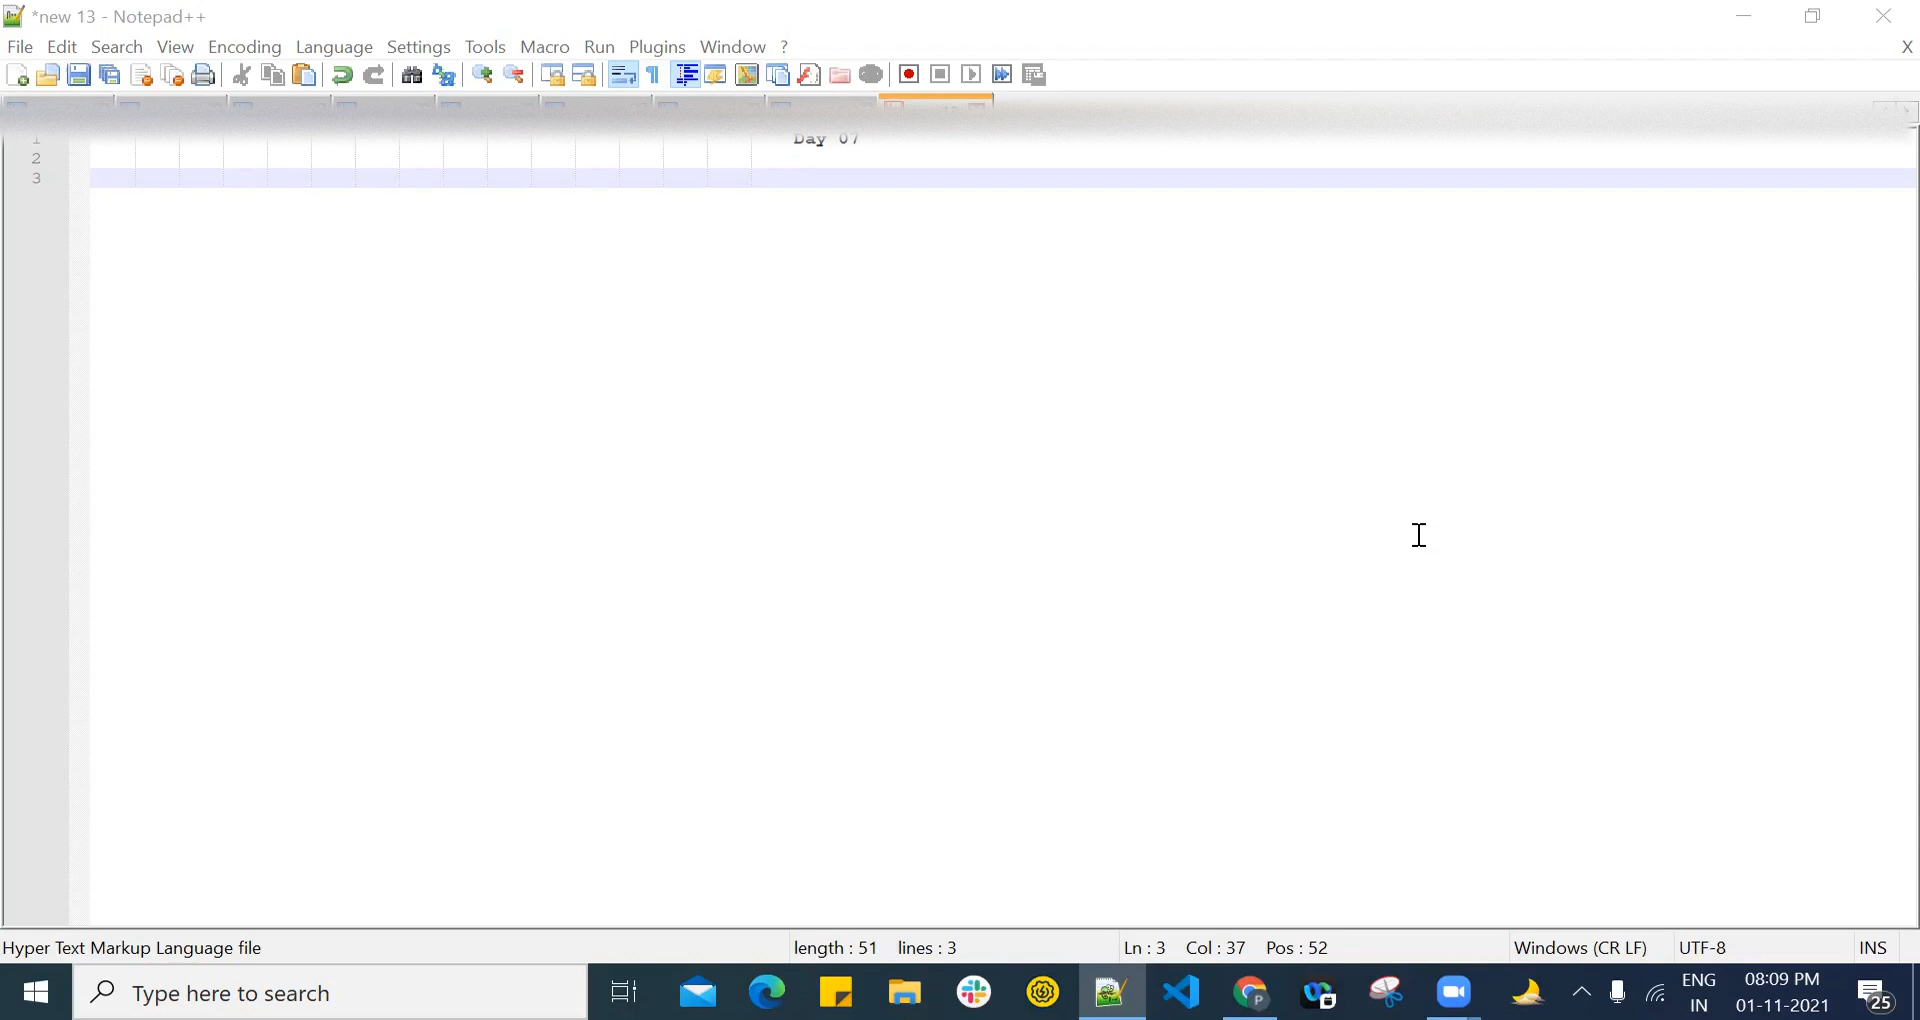 *new 13 - Notepad++
File Edit Search View Encoding Language Settings Tools Macro Run Plugins Window ? X
1 Day 07
2
3
Hyper Text Markup Language file length : 51 lines : 3 Ln : 3 Col : 37 Pos : 52 Windows (CR LF) UTF-8 INS
Type here to search
ENG
IN
08:09 PM
01-11-2021
25